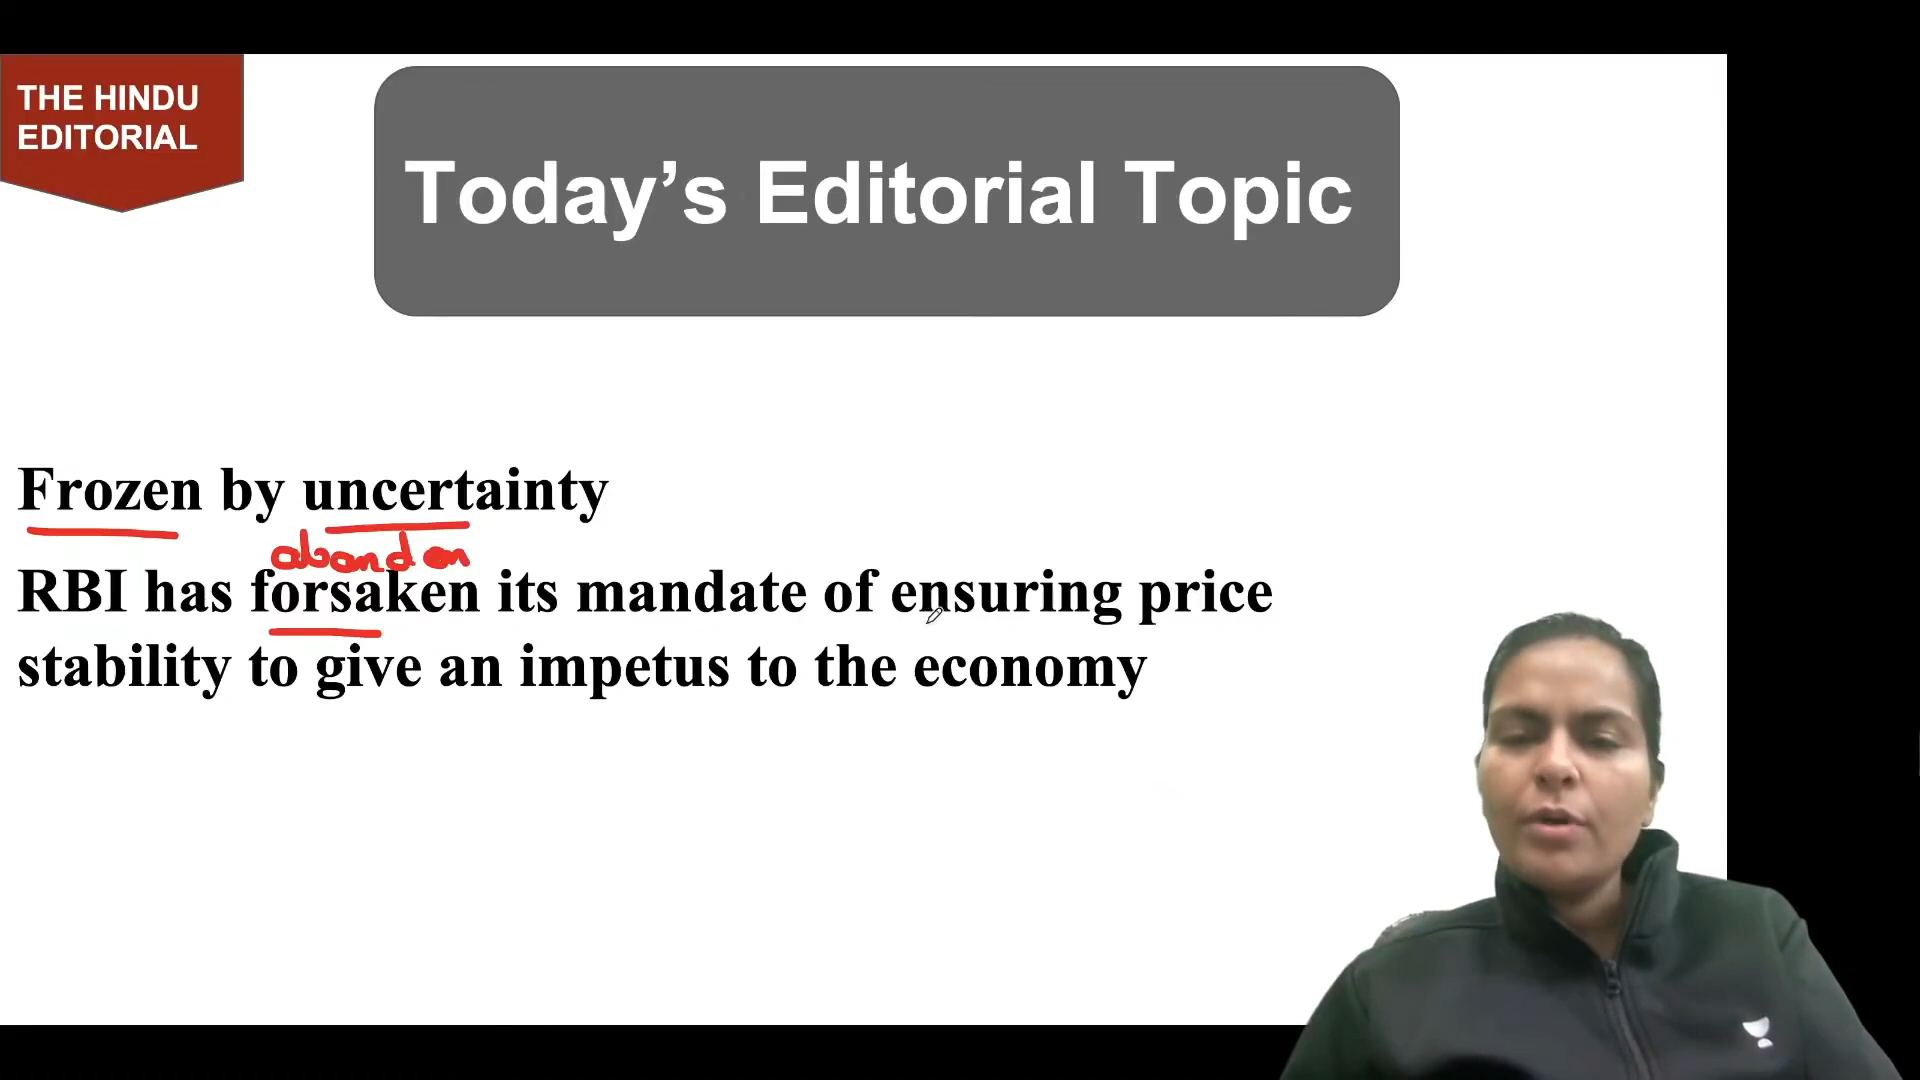 THE HINDU
EDITORIAL
Today’s Editorial Topic
Frozen by uncertainty
abandon
RBI has forsaken its mandate of ensuring price
stability to give an impetus to the economy